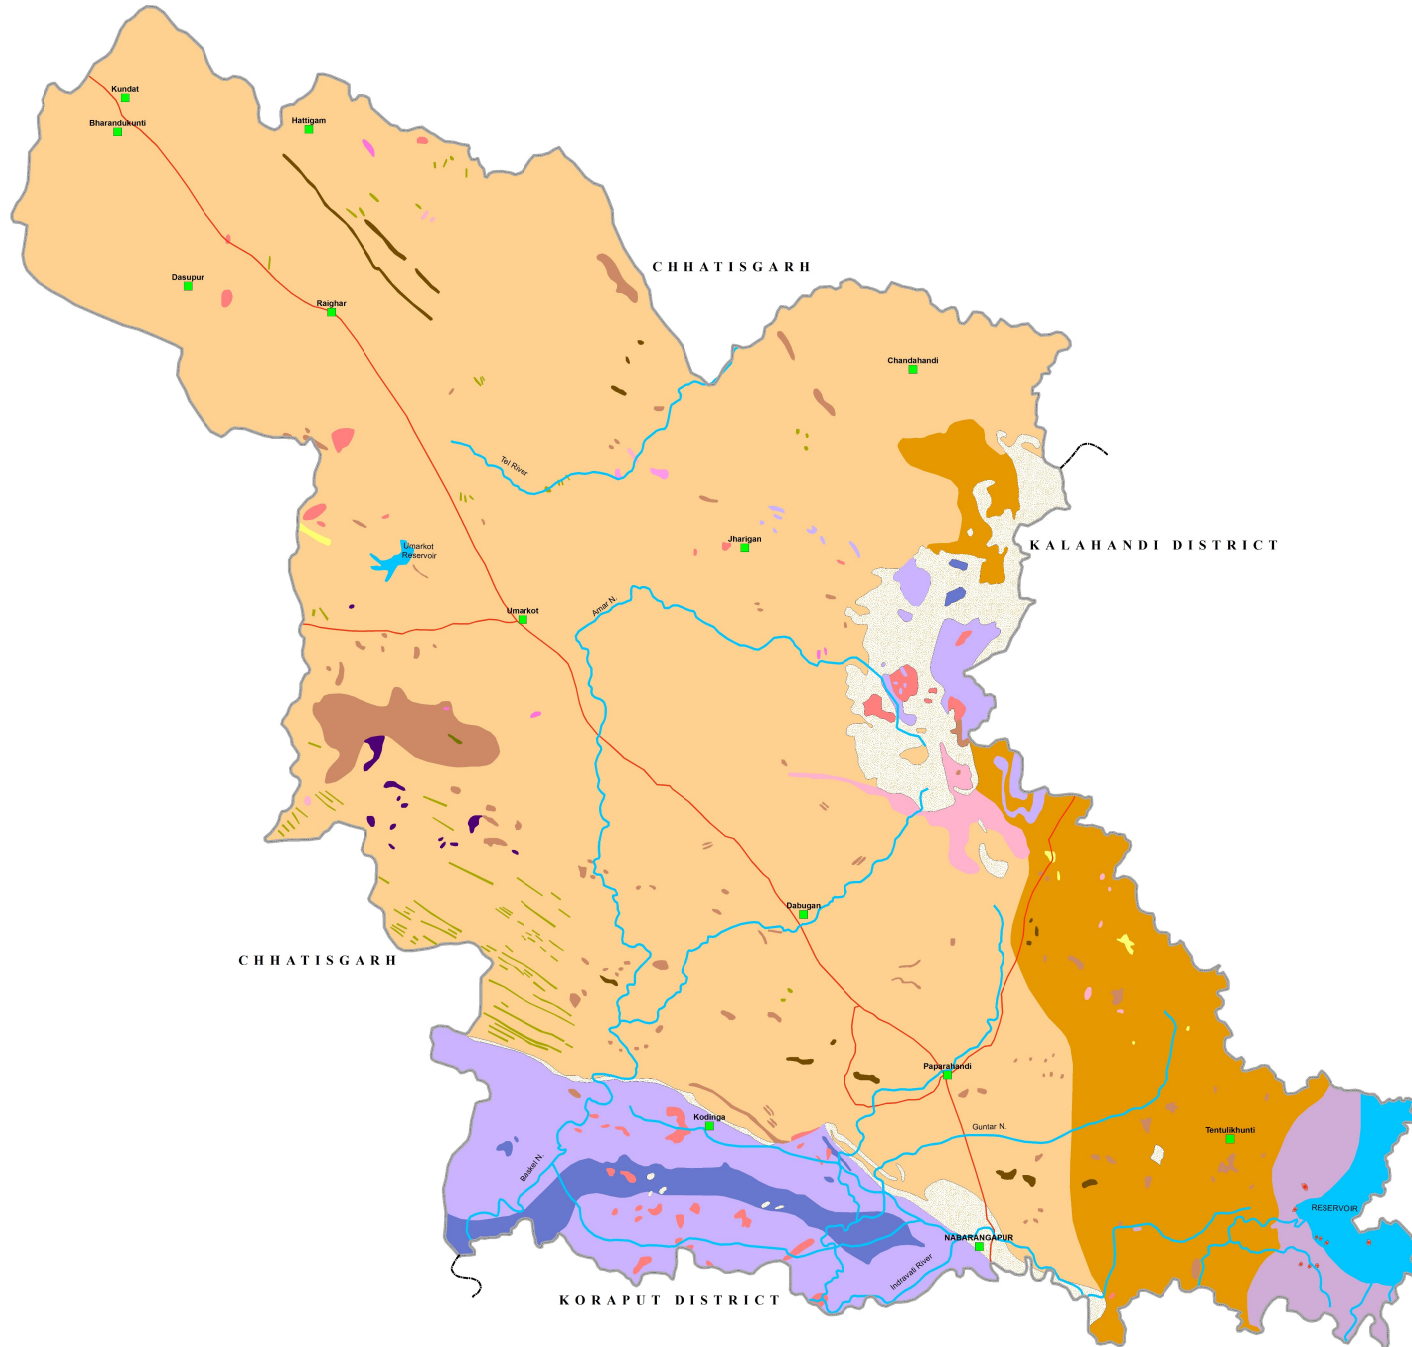 Kundat
Bharandukunti
Hattigam
CHHATISGARH
Dasupur
Raighar
Chandahandi
Tel River
Umarkot
Reservoir
Jharigan
KALAHANDI DISTRICT
Amar N.
Umarkot
Dabugan
CHHATISGARH
Paparahandi
Kodinga
Guntar N.
Tentulikhunti
Baskel N.
RESERVOIR
NABARANGAPUR
Indravati River
KORAPUT DISTRICT